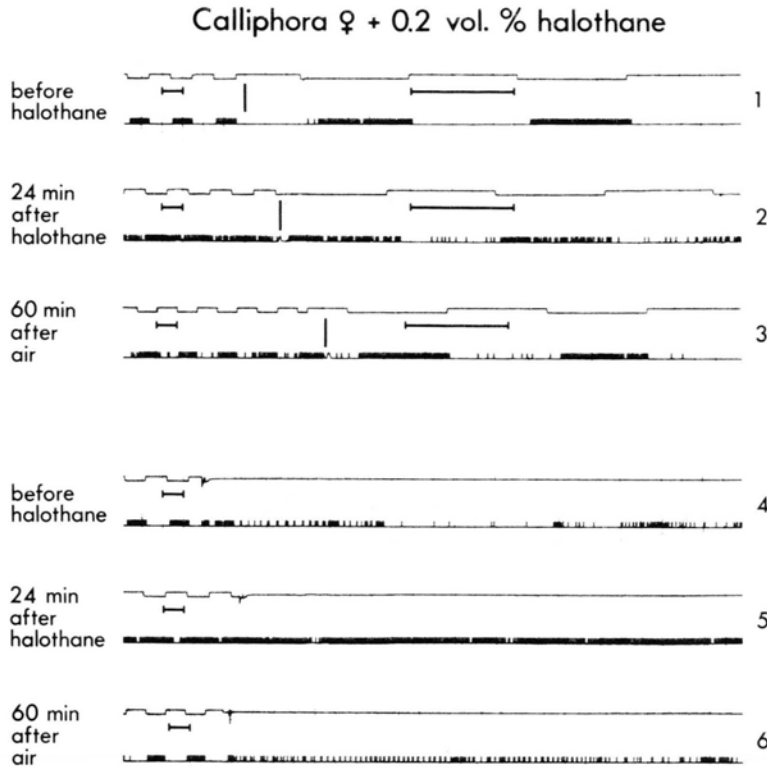 Calliphora ♀ + 0.2 vol. % halothane
before
halothane
1
24 min
after
halothane
2
60 min
after
air
3
before
halothane
4
24 min
after
halothane
5
60 min
after
air
6